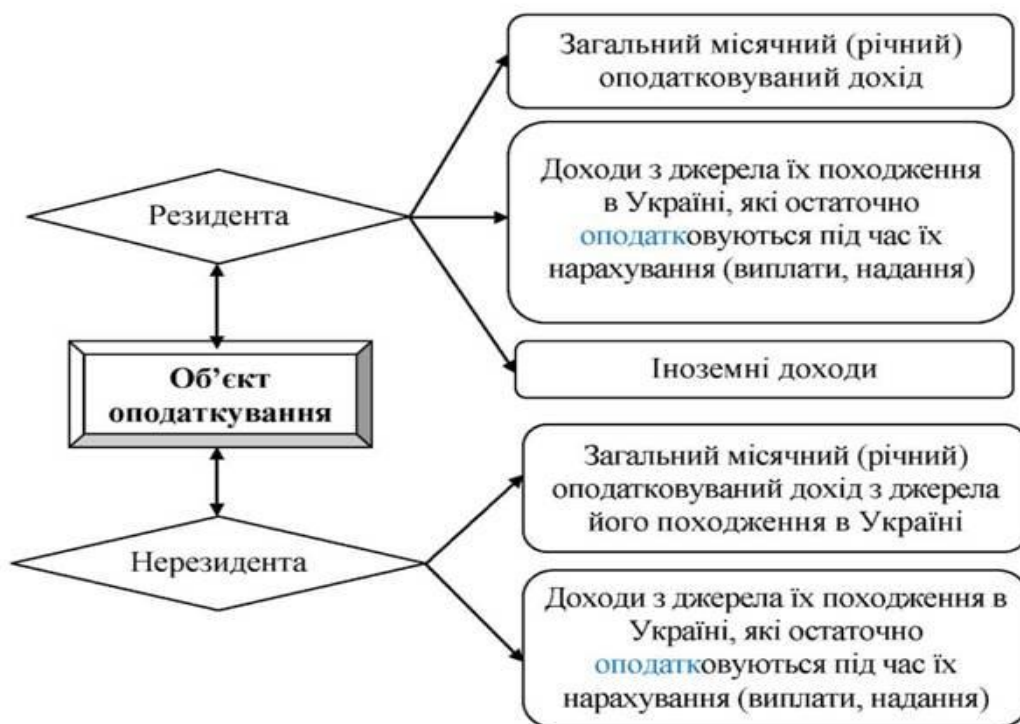 Загальний місячний (річний)
оподатковуваний дохід
Доходи з джерела їх походження
в Україні, які остаточно
оподатковуються під час їх
нарахування (виплати, надання)
Резидента
Іноземні доходи
Об’єкт
оподаткування
Загальний місячний (річний)
оподатковуваний дохід з джерела
його походження в Україні
Нерезидента
Доходи з джерела їх походження в
Україні, які остаточно
оподатковуються під час їх
нарахування (виплати, надання)